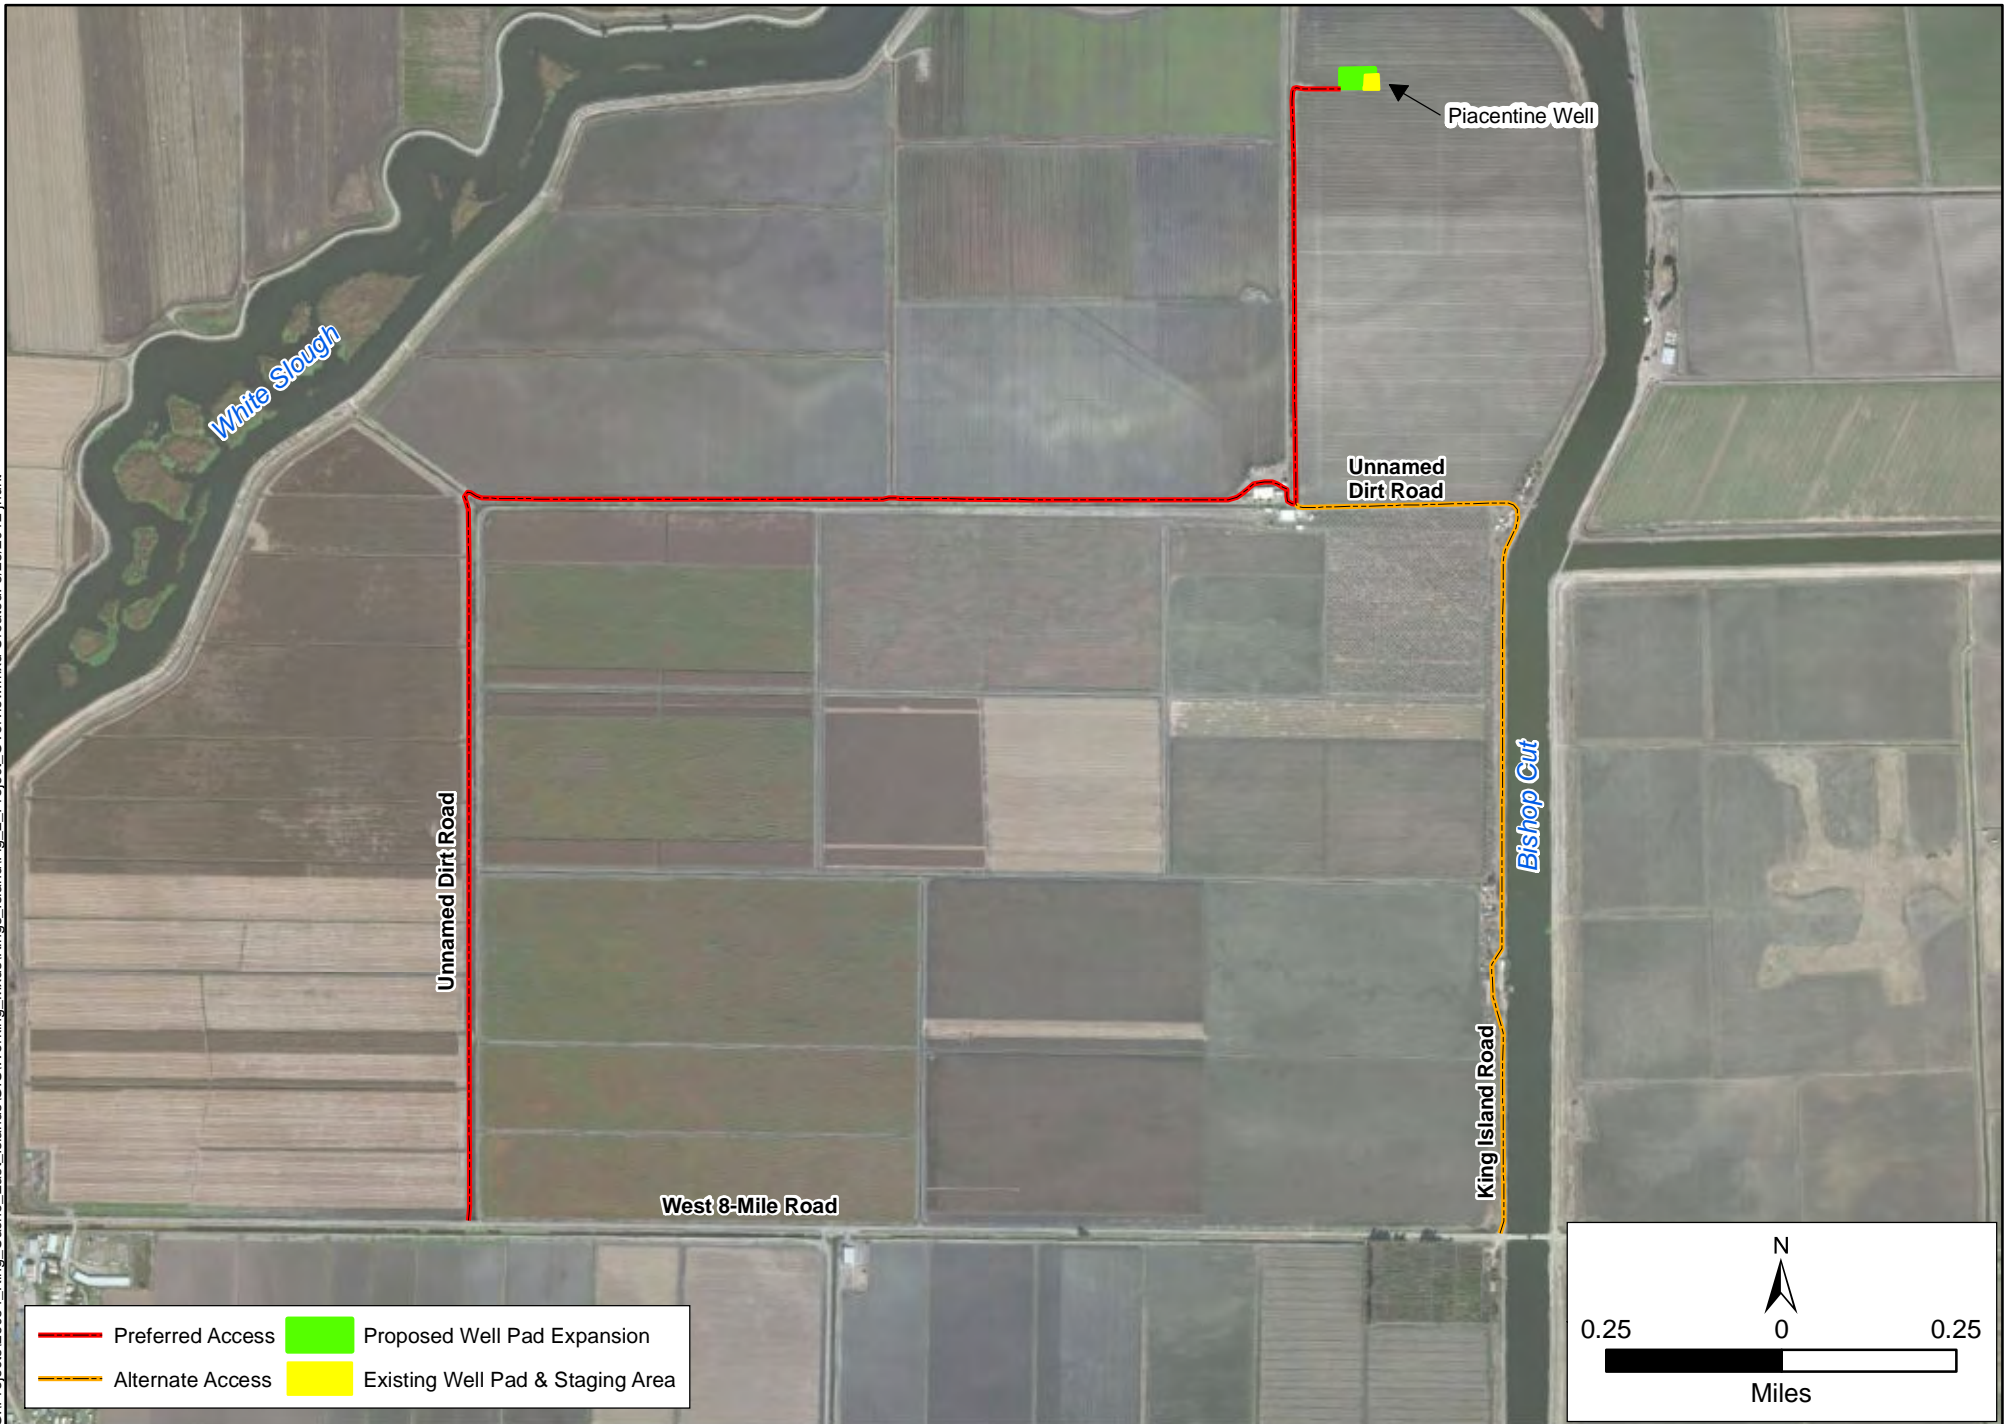 Piacentine Well
White Slough
Unnamed
Dirt Road
Bishop Cut
Unnamed Dirt Road
King Island Road
West 8-Mile Road
Preferred Access
Proposed Well Pad Expansion
Alternate Access
Existing Well Pad & Staging Area
N
0.25 0 0.25
Miles